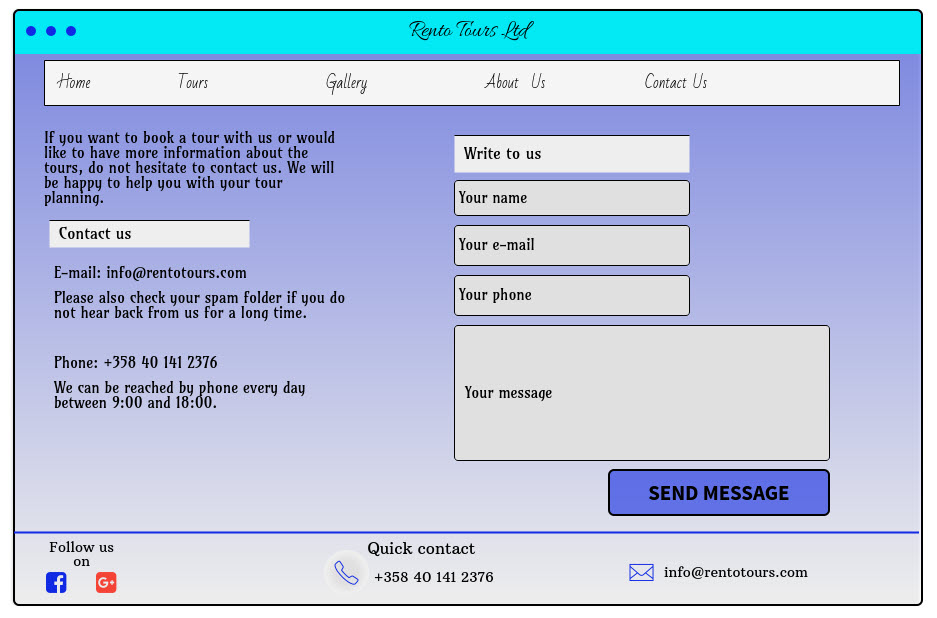 Rento Tours Ltd
Home Tours Gallery About Us Contact Us
If you want to book a tour with us or would
like to have more information about the
tours, do not hesitate to contact us. We will
be happy to help you with your tour
planning.
Contact us
E-mail: info@rentotours.com
Please also check your spam folder if you do
not hear back from us for a long time.
Phone: +358 40 141 2376
We can be reached by phone every day
between 9:00 and 18:00.
Write to us
Your name
Your e-mail
Your phone
Your message
SEND MESSAGE
Follow us
on
f
G+
Quick contact
+358 40 141 2376
info@rentotours.com